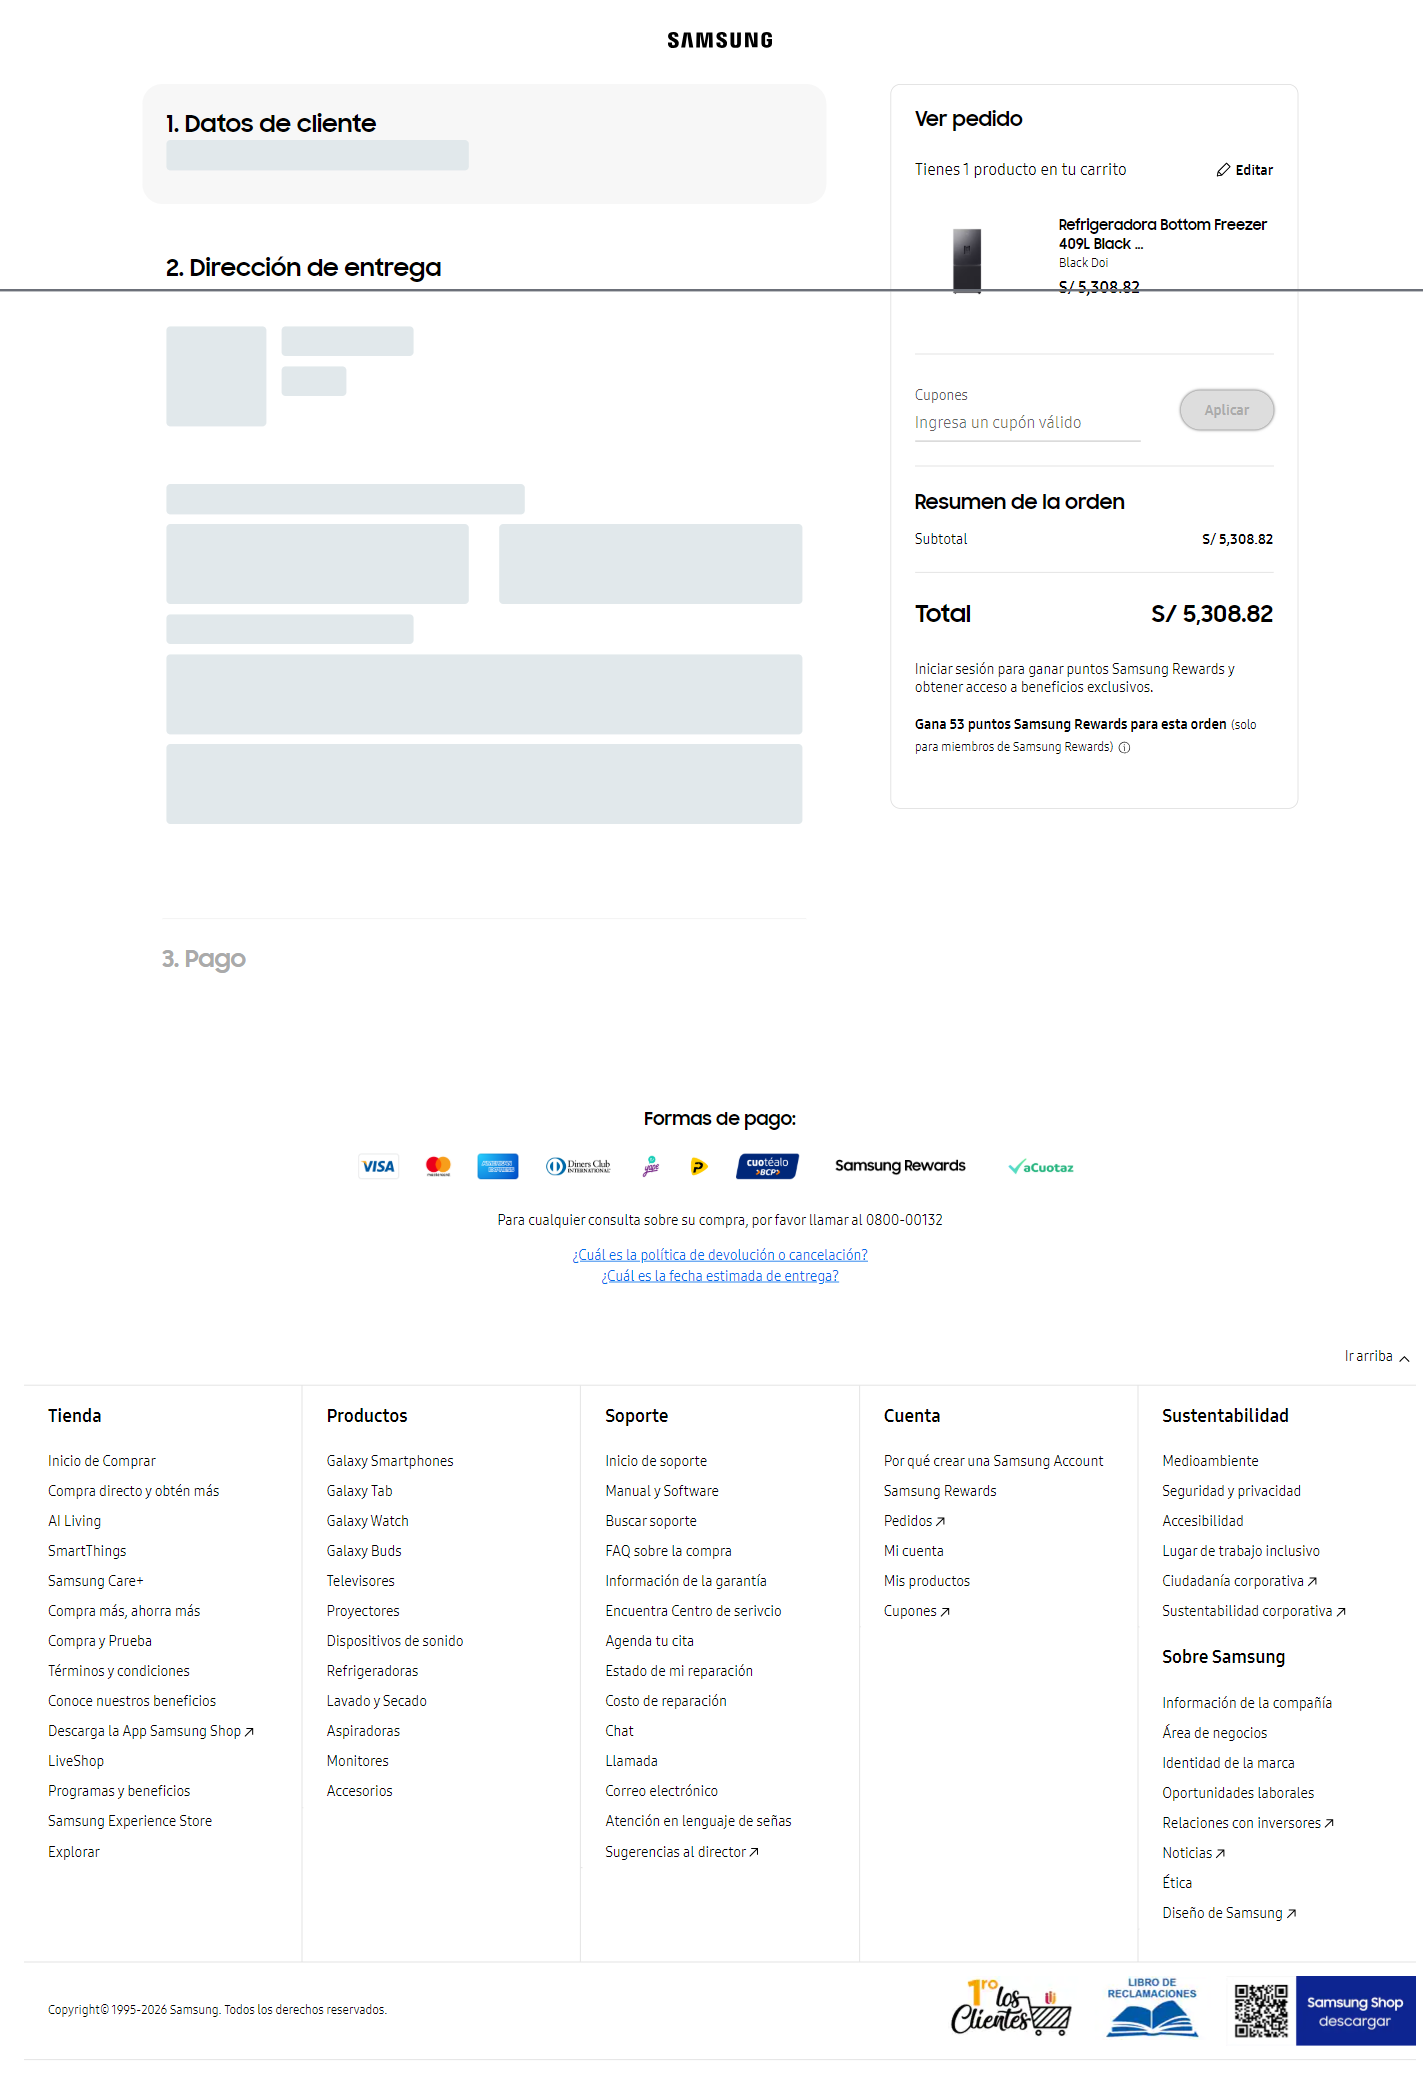 SAMSUNG
1. Datos de cliente
2. Dirección de entrega
3. Pago
Ver pedido
Tienes 1 producto en tu carrito
Editar
Refrigeradora Bottom Freezer
409L Black ...
Black Doi
S/ 5,308.82
Cupones
Ingresa un cupón válido
Aplicar
Resumen de la orden
Subtotal S/ 5,308.82
Total S/ 5,308.82
Iniciar sesión para ganar puntos Samsung Rewards y
obtener acceso a beneficios exclusivos.
Gana 53 puntos Samsung Rewards para esta orden (solo
para miembros de Samsung Rewards)
Formas de pago:
VISA
mastercard
AMERICAN EXPRESS
Diners Club
INTERNATIONAL
yape
P
cuotéalo
>BCP>
Samsung Rewards
aCuotaz
Para cualquier consulta sobre su compra, por favor llamar al 0800-00132
¿Cuál es la política de devolución o cancelación?
¿Cuál es la fecha estimada de entrega?
Ir arriba
Tienda
Inicio de Comprar
Compra directo y obtén más
AI Living
SmartThings
Samsung Care+
Compra más, ahorra más
Compra y Prueba
Términos y condiciones
Conoce nuestros beneficios
Descarga la App Samsung Shop
LiveShop
Programas y beneficios
Samsung Experience Store
Explorar
Productos
Galaxy Smartphones
Galaxy Tab
Galaxy Watch
Galaxy Buds
Televisores
Proyectores
Dispositivos de sonido
Refrigeradoras
Lavado y Secado
Aspiradoras
Monitores
Accesorios
Soporte
Inicio de soporte
Manual y Software
Buscar soporte
FAQ sobre la compra
Información de la garantía
Encuentra Centro de serivcio
Agenda tu cita
Estado de mi reparación
Costo de reparación
Chat
Llamada
Correo electrónico
Atención en lenguaje de señas
Sugerencias al director
Cuenta
Por qué crear una Samsung Account
Samsung Rewards
Pedidos
Mi cuenta
Mis productos
Cupones
Sustentabilidad
Medioambiente
Seguridad y privacidad
Accesibilidad
Lugar de trabajo inclusivo
Ciudadanía corporativa
Sustentabilidad corporativa
Sobre Samsung
Información de la compañía
Área de negocios
Identidad de la marca
Oportunidades laborales
Relaciones con inversores
Noticias
Ética
Diseño de Samsung
Copyright© 1995-2026 Samsung. Todos los derechos reservados.
1ro los
Clientes
LIBRO DE
RECLAMACIONES
Samsung Shop
descargar